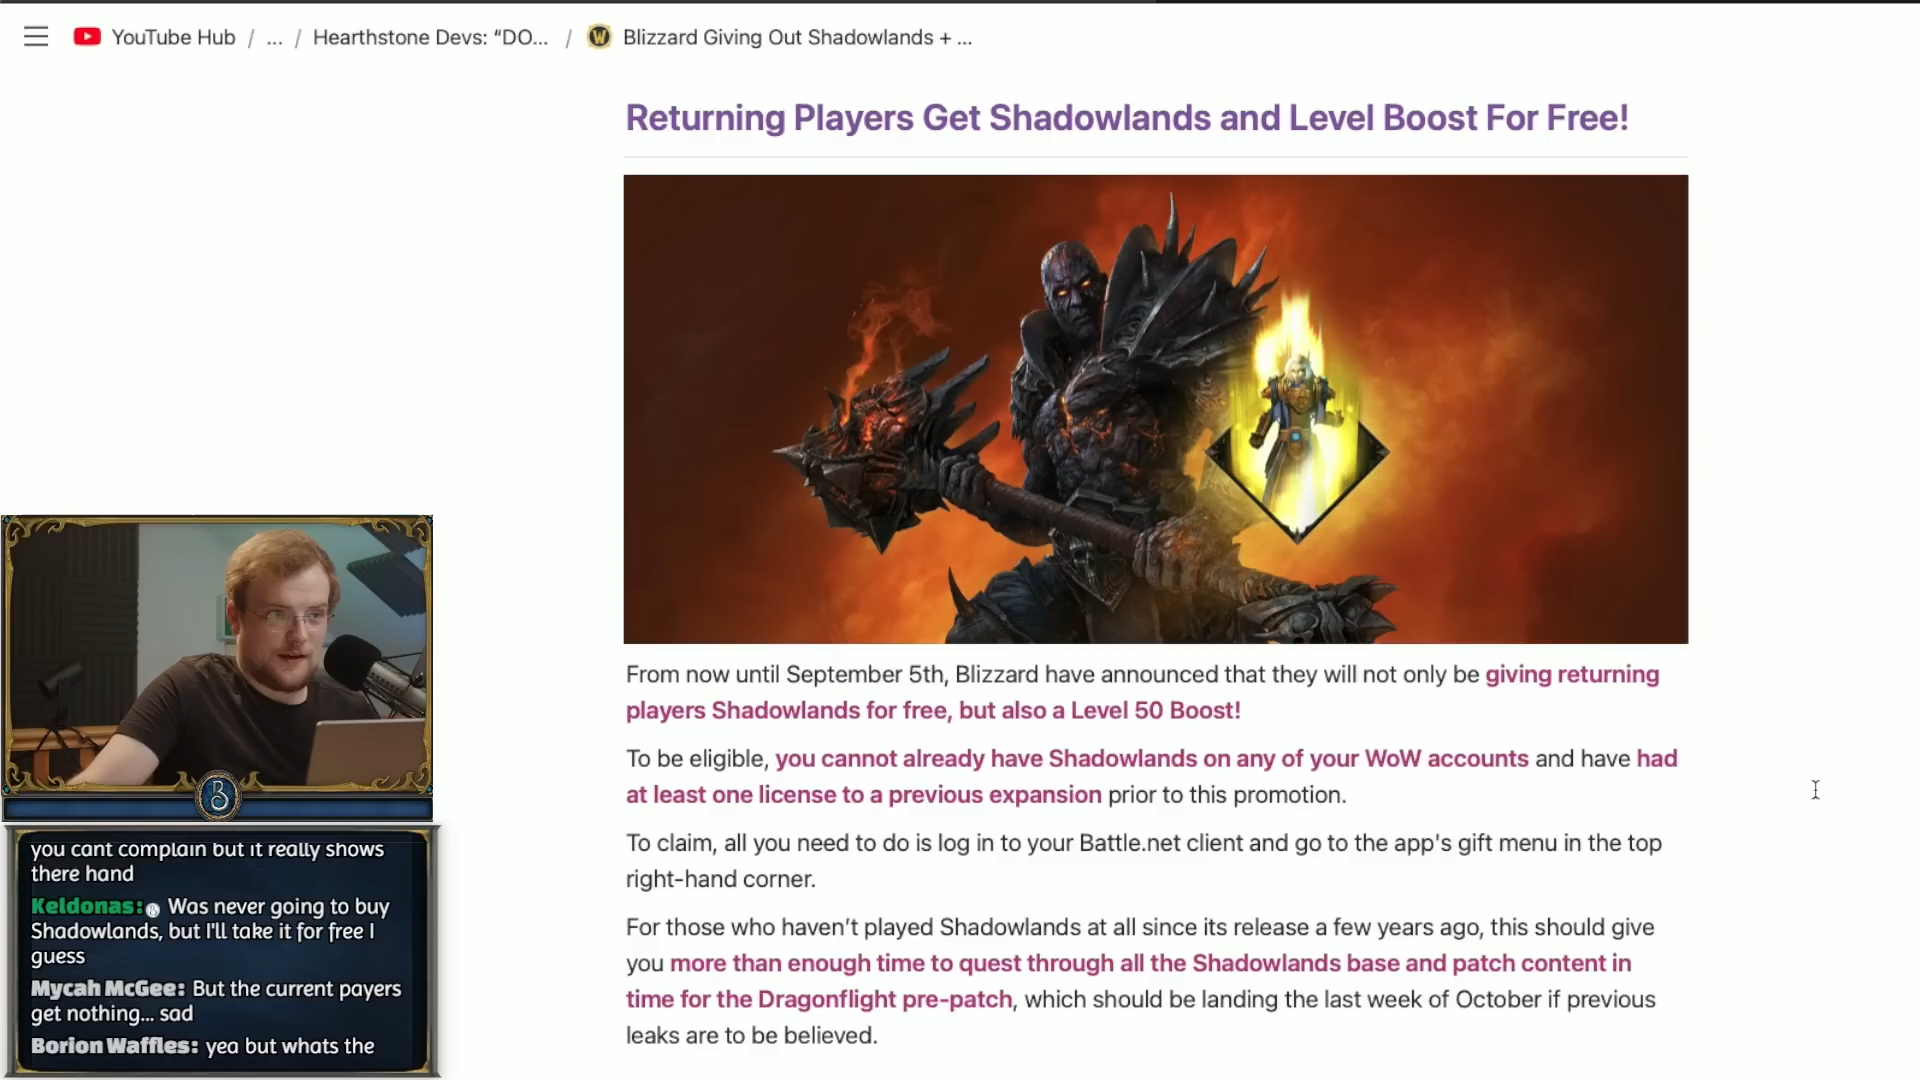 YouTube Hub / ... / Hearthstone Devs: “DO... / Blizzard Giving Out Shadowlands + ...
Returning Players Get Shadowlands and Level Boost For Free!
From now until September 5th, Blizzard have announced that they will not only be giving returning
players Shadowlands for free, but also a Level 50 Boost!
To be eligible, you cannot already have Shadowlands on any of your WoW accounts and have had
at least one license to a previous expansion prior to this promotion.
To claim, all you need to do is log in to your Battle.net client and go to the app's gift menu in the top
right-hand corner.
For those who haven’t played Shadowlands at all since its release a few years ago, this should give
you more than enough time to quest through all the Shadowlands base and patch content in
time for the Dragonflight pre-patch, which should be landing the last week of October if previous
leaks are to be believed.
you cant complain but it really shows
there hand
Keldonas: Was never going to buy
Shadowlands, but I'll take it for free I
guess
Mycah McGee: But the current payers
get nothing... sad
Borion Waffles: yea but whats the